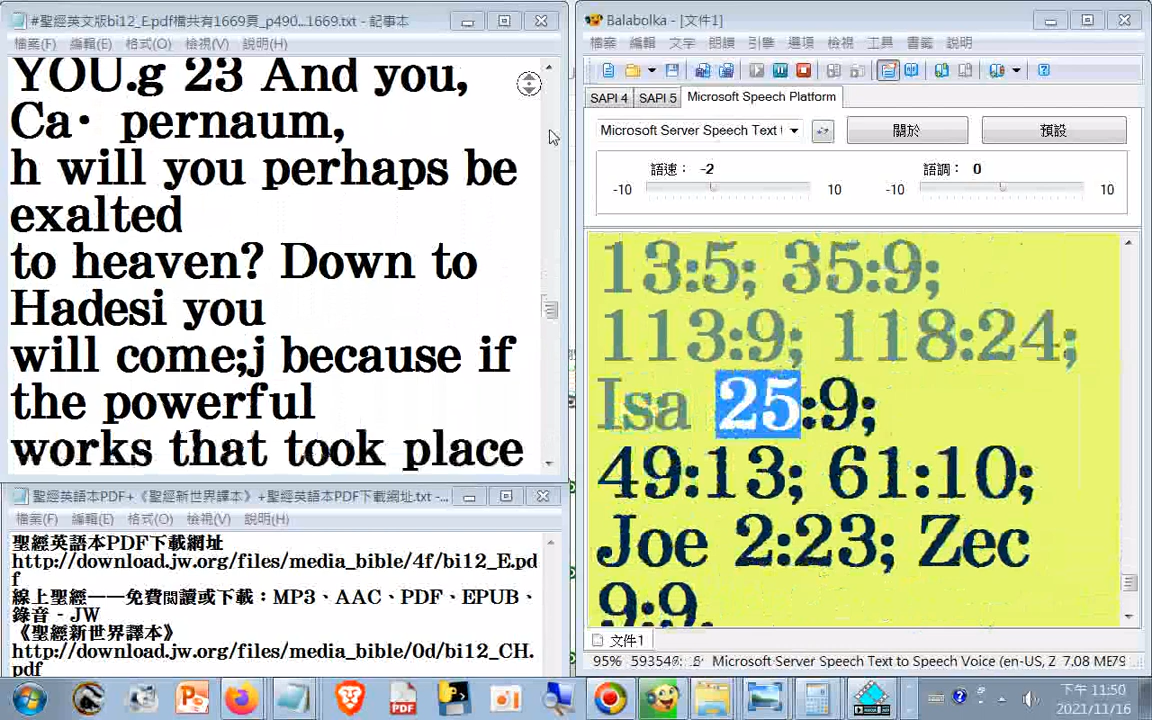 #聖經英文版bi12_E.pdf檔共有1669頁_p490...1669.txt - 記事本
檔案(F) 編輯(E) 格式(O) 檢視(V) 說明(H)
YOU.g 23 And you,
Ca· pernaum,
h will you perhaps be
exalted
to heaven? Down to
Hadesi you
will come;j because if
the powerful
works that took place
聖經英語本PDF+《聖經新世界譯本》+聖經英語本PDF下載網址.txt -...
檔案(F) 編輯(E) 格式(O) 檢視(V) 說明(H)
聖經英語本PDF下載網址
http://download.jw.org/files/media_bible/4f/bi12_E.pd
f
線上聖經——免費閱讀或下載：MP3、AAC、PDF、EPUB、
錄音 - JW
《聖經新世界譯本》
http://download.jw.org/files/media_bible/0d/bi12_CH.
pdf
Balabolka - [文件1]
檔案 編輯 文字 朗讀 引擎 選項 檢視 工具 書籤 說明
SAPI 4 SAPI 5 Microsoft Speech Platform
Microsoft Server Speech Text 關於 預設
語速： -2 語調： 0
-10 10 -10 10
13:5; 35:9;
113:9; 118:24;
Isa 25:9;
49:13; 61:10;
Joe 2:23; Zec
9:9.
文件1
95% Microsoft Server Speech Text to Speech Voice (en-US, Z 7.08 ME
下午 11:50
2021/11/16